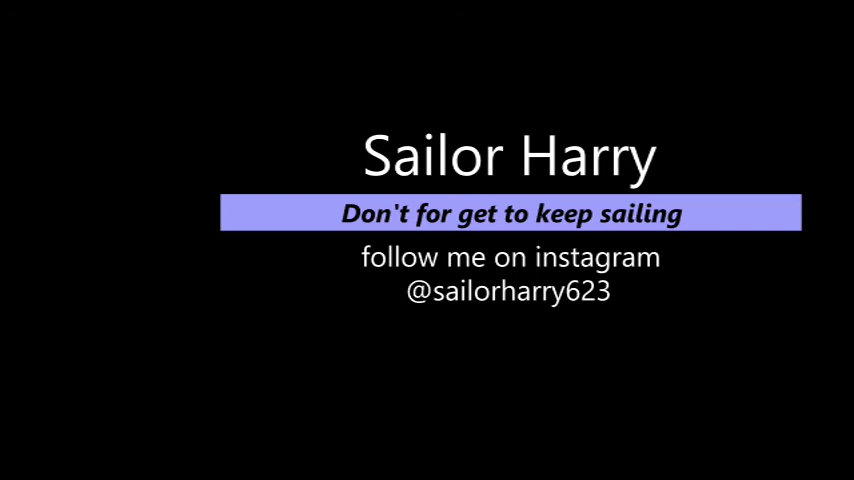 Sailor Harry
Don't for get to keep sailing
follow me on instagram
@sailorharry623